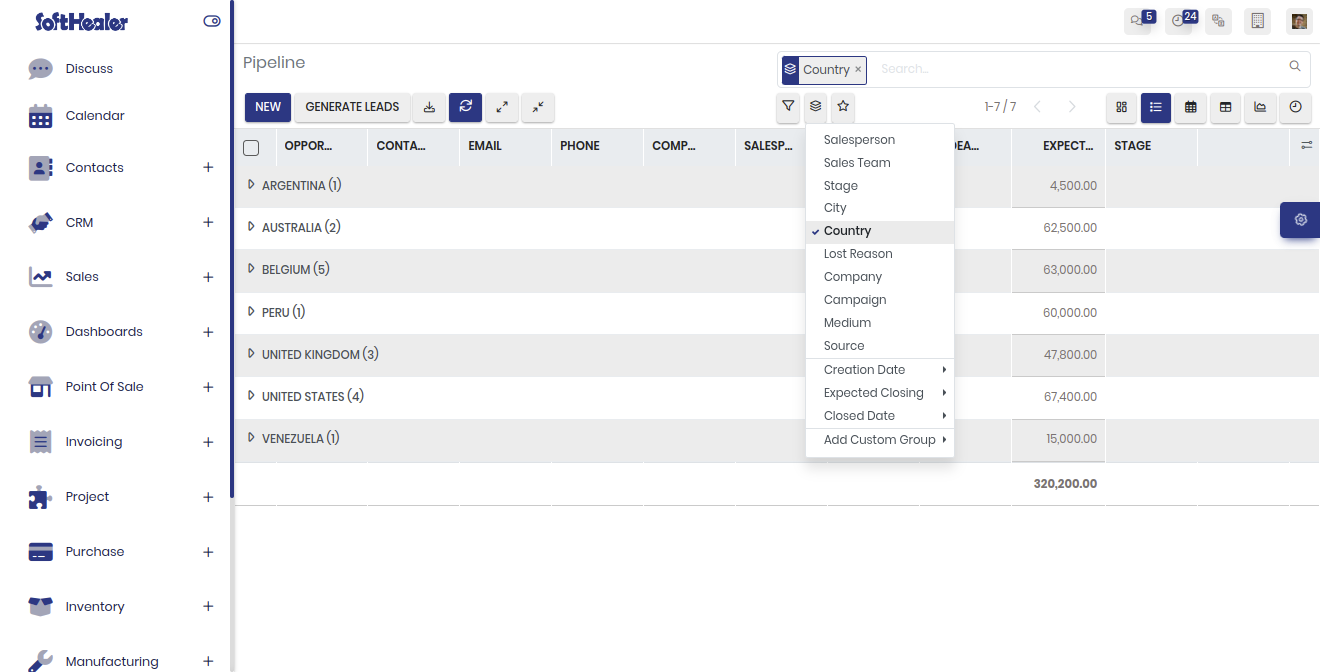 SoftHealer
5 24
Discuss
Calendar
Contacts +
CRM +
Sales +
Dashboards +
Point Of Sale +
Invoicing +
Project +
Purchase +
Inventory +
Manufacturing +
Pipeline
Country × Search...
NEW GENERATE LEADS
1-7 / 7
OPPOR... CONTA... EMAIL PHONE COMP... SALESP... DEA... EXPECT... STAGE
ARGENTINA (1) 4,500.00
AUSTRALIA (2) 62,500.00
BELGIUM (5) 63,000.00
PERU (1) 60,000.00
UNITED KINGDOM (3) 47,800.00
UNITED STATES (4) 67,400.00
VENEZUELA (1) 15,000.00
320,200.00
Salesperson
Sales Team
Stage
City
Country
Lost Reason
Company
Campaign
Medium
Source
Creation Date
Expected Closing
Closed Date
Add Custom Group